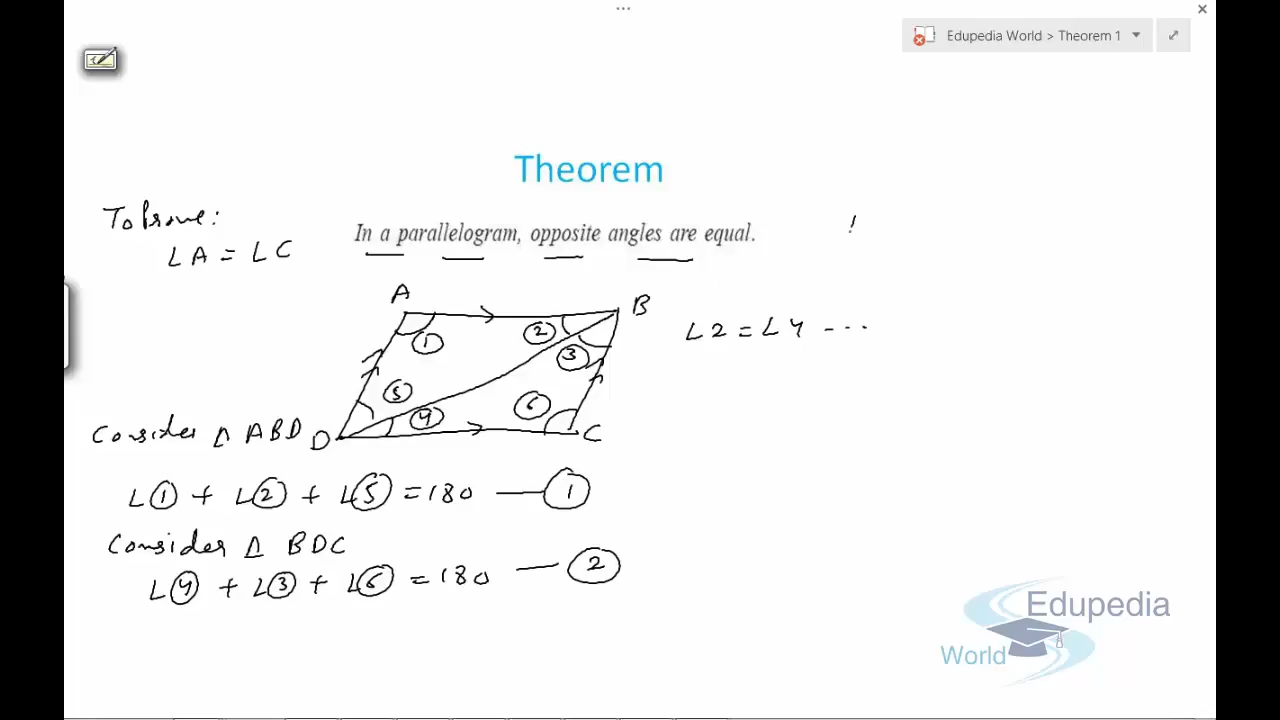 ...
Edupedia World > Theorem 1
Theorem
To Prove:
∠A = ∠C
In a parallelogram, opposite angles are equal.
!
A
B
1
2
3
∠2 = ∠4 - ...
5
4
6
D
C
Consider Δ ABD
∠1 + ∠2 + ∠5 = 180 — 1
Consider Δ BDC
∠4 + ∠3 + ∠6 = 180 — 2
Edupedia
World